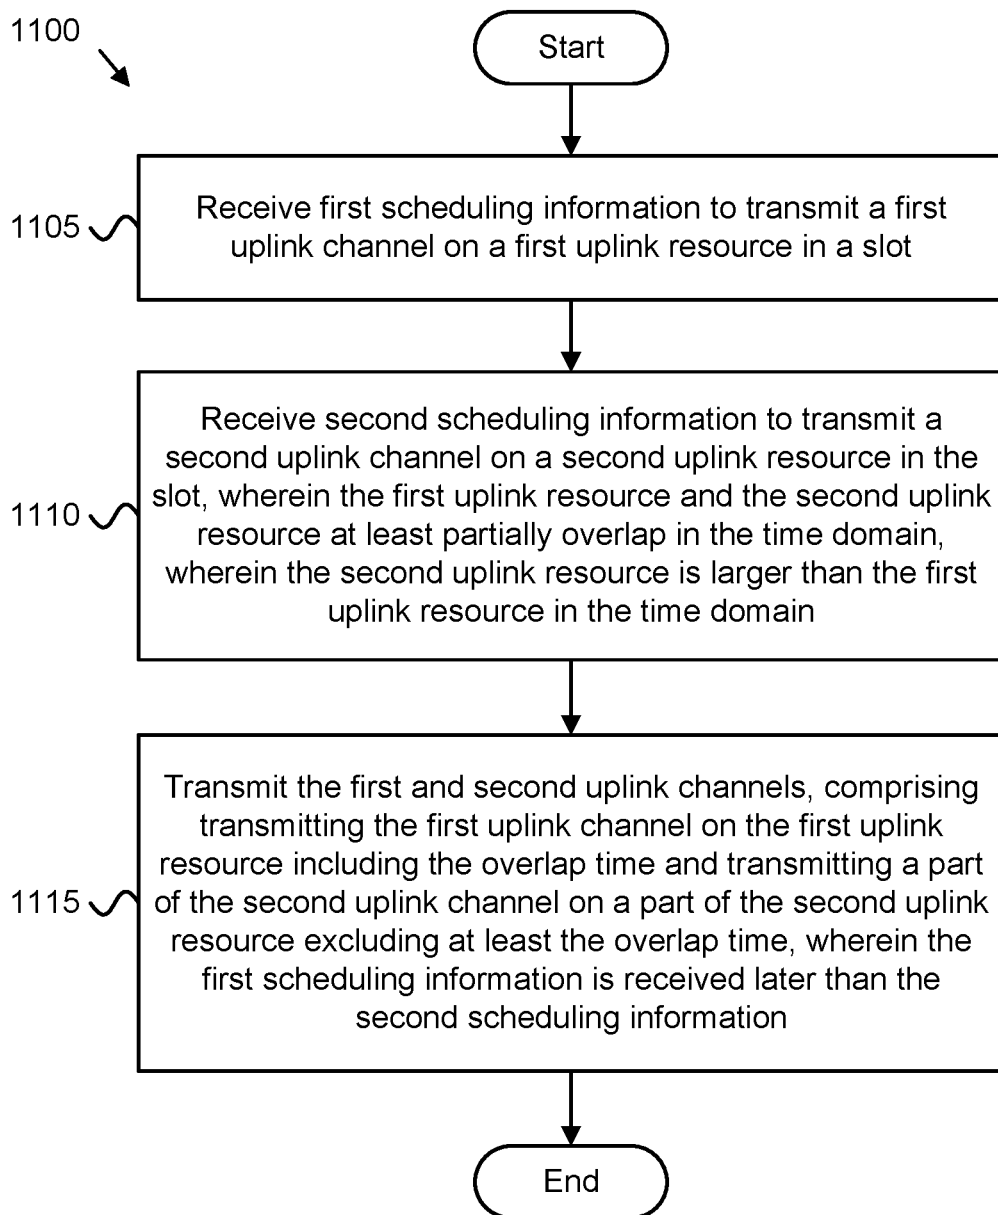 1100
Start
1105
Receive first scheduling information to transmit a first
uplink channel on a first uplink resource in a slot
1110
Receive second scheduling information to transmit a
second uplink channel on a second uplink resource in the
slot, wherein the first uplink resource and the second uplink
resource at least partially overlap in the time domain,
wherein the second uplink resource is larger than the first
uplink resource in the time domain
1115
Transmit the first and second uplink channels, comprising
transmitting the first uplink channel on the first uplink
resource including the overlap time and transmitting a part
of the second uplink channel on a part of the second uplink
resource excluding at least the overlap time, wherein the
first scheduling information is received later than the
second scheduling information
End